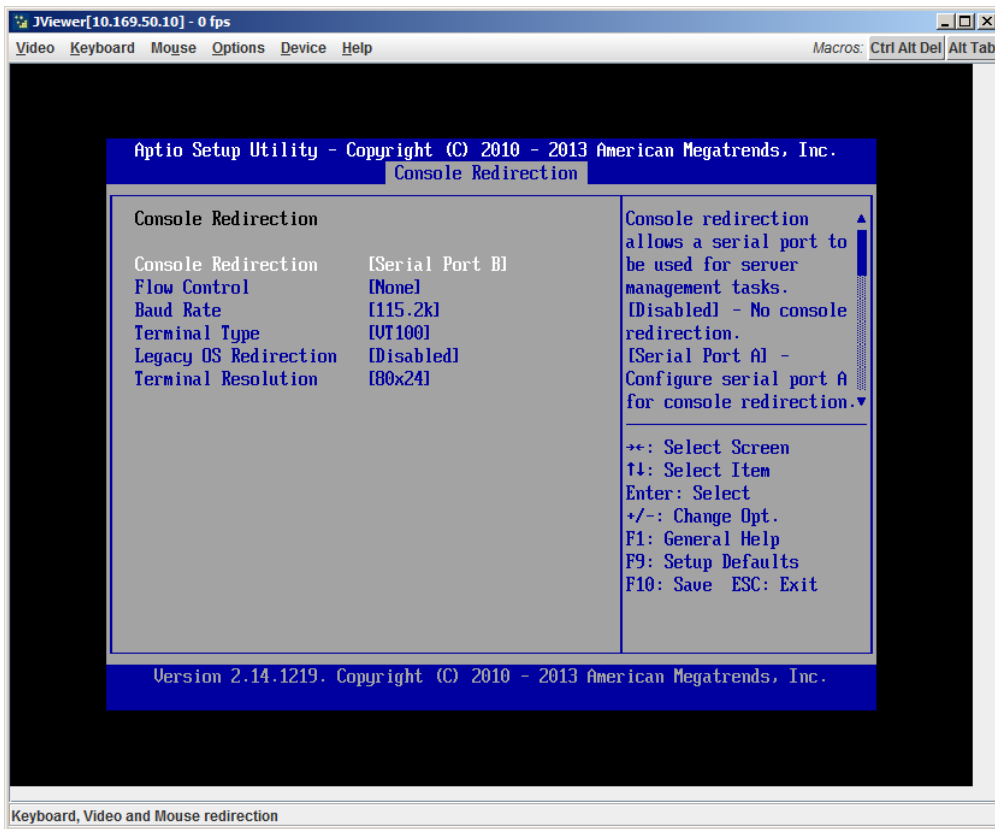 JViewer[10.169.50.10] - 0 fps
Video Keyboard Mouse Options Device Help Macros: Ctrl Alt Del Alt Tab
Aptio Setup Utility - Copyright (C) 2010 - 2013 American Megatrends, Inc.
Console Redirection
Console Redirection
Console Redirection [Serial Port B]
Flow Control [None]
Baud Rate [115.2k]
Terminal Type [VT100]
Legacy OS Redirection [Disabled]
Terminal Resolution [80x24]
Console redirection
allows a serial port to
be used for server
management tasks.
[Disabled] - No console
redirection.
[Serial Port A] -
Configure serial port A
for console redirection.
→←: Select Screen
↑↓: Select Item
Enter: Select
+/-: Change Opt.
F1: General Help
F9: Setup Defaults
F10: Save ESC: Exit
Version 2.14.1219. Copyright (C) 2010 - 2013 American Megatrends, Inc.
Keyboard, Video and Mouse redirection